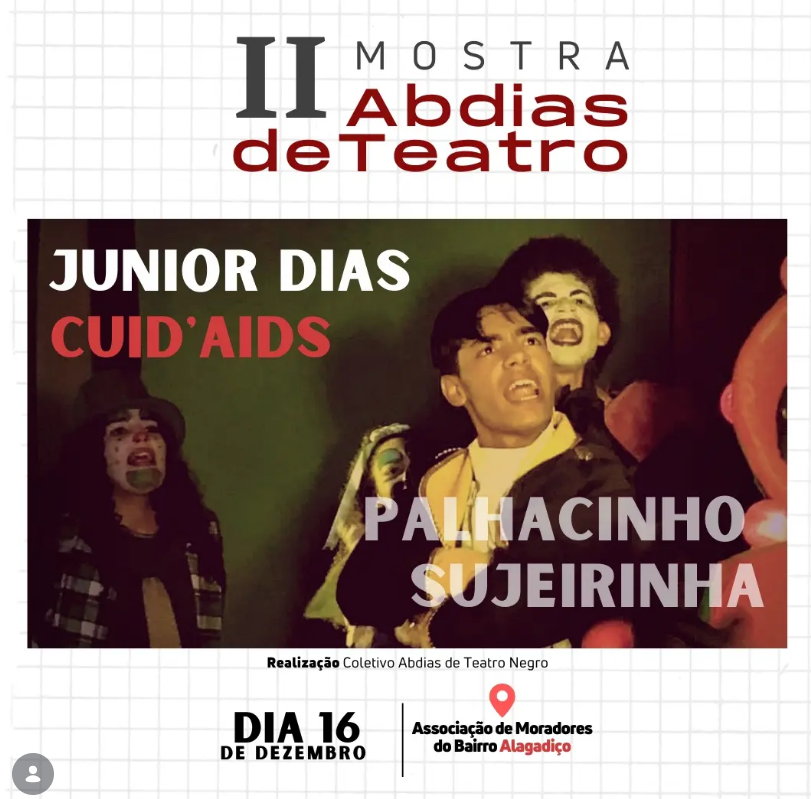 II MOSTRA
Abdias
deTeatro
JUNIOR DIAS
CUID'AIDS
PALHACINHO
SUJEIRINHA
Realização Coletivo Abdias de Teatro Negro
DIA 16
DE DEZEMBRO
Associação de Moradores
do Bairro Alagadiço